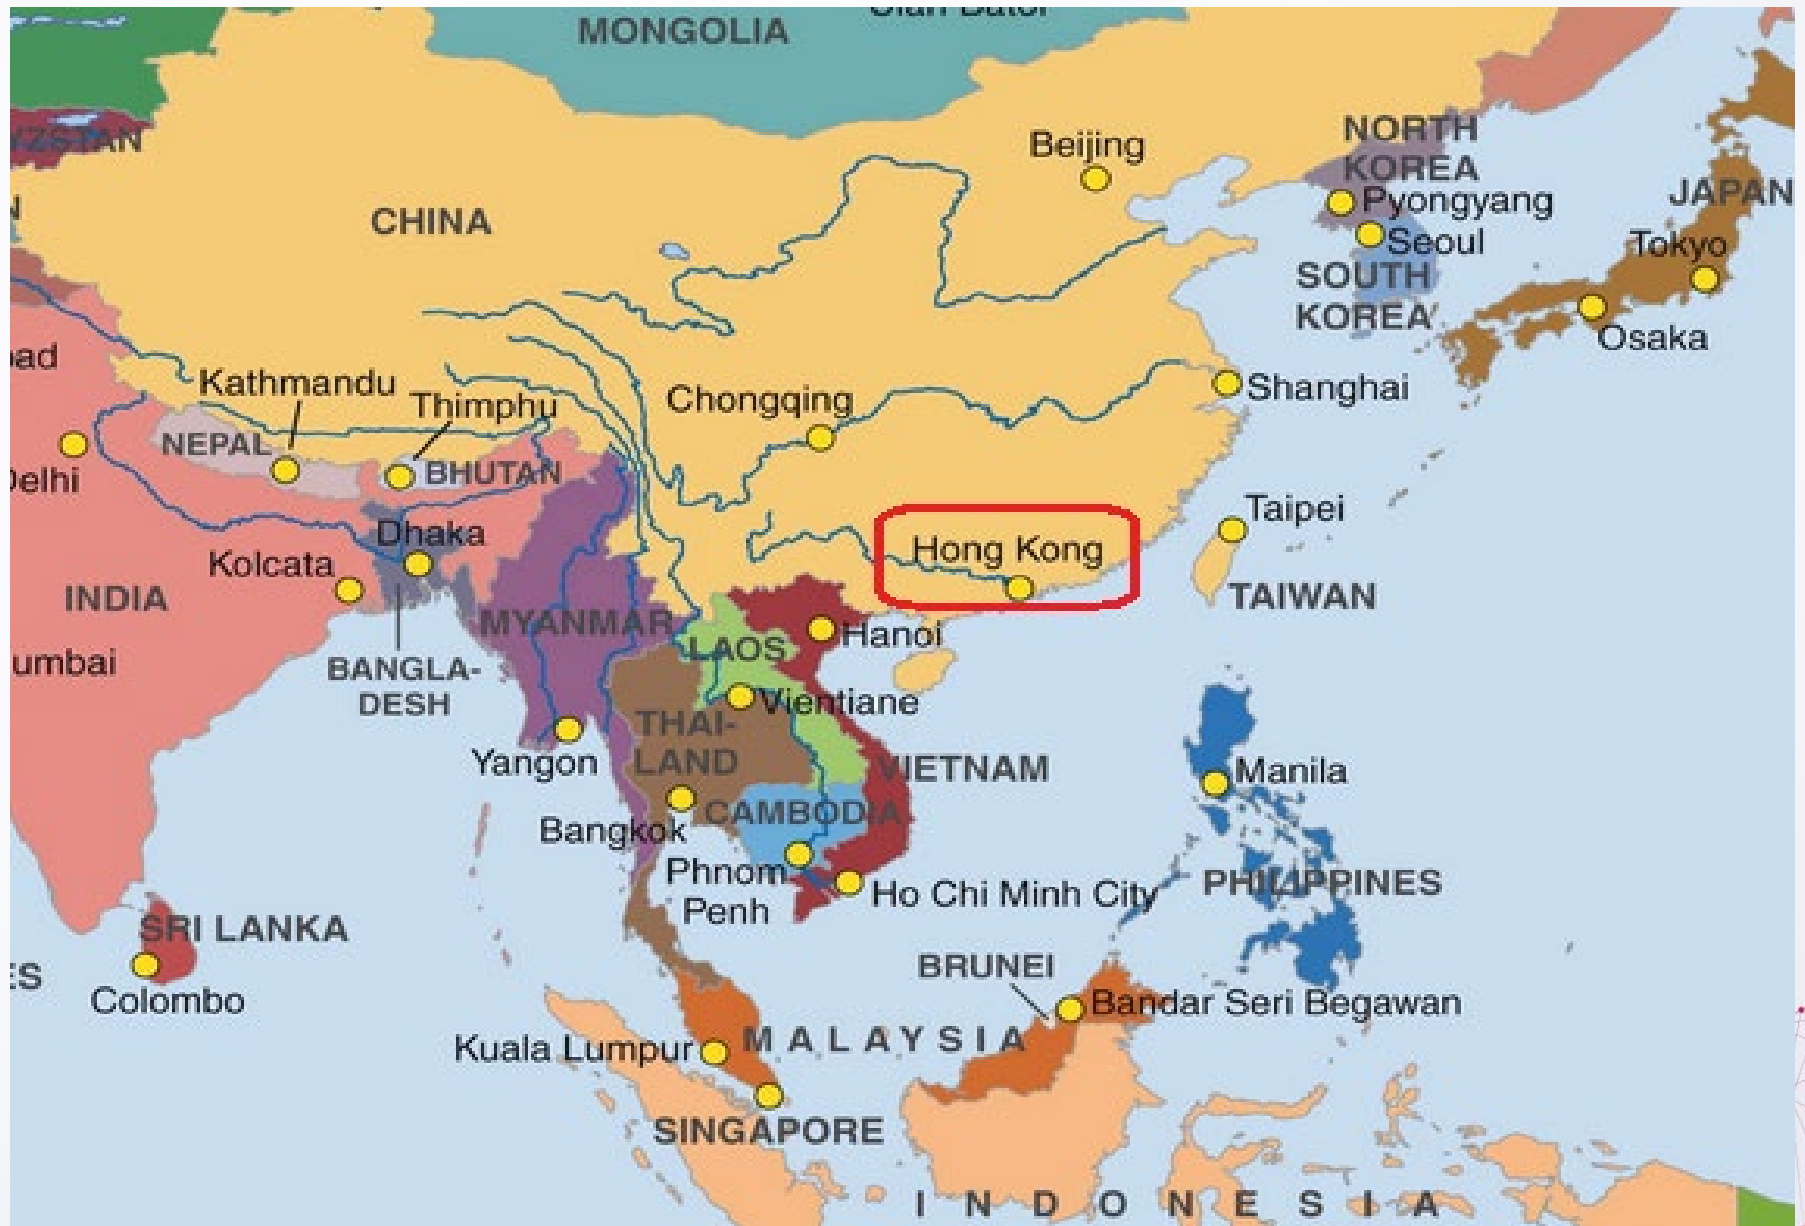 MONGOLIA
Beijing
NORTH
KOREA
Pyongyang
JAPAN
CHINA
Seoul
Tokyo
SOUTH
KOREA
Osaka
Kathmandu
Thimphu
Chongqing
Shanghai
NEPAL
BHUTAN
Delhi
Taipei
Dhaka
Hong Kong
Kolcata
INDIA
TAIWAN
MYANMAR
LAOS
Hanoi
umbai
BANGLA-
DESH
Vientiane
THAI-
LAND
Yangon
VIETNAM
Manila
CAMBODIA
Bangkok
Phnom
Penh
Ho Chi Minh City
PHILIPPINES
SRI LANKA
BRUNEI
ES
Colombo
Bandar Seri Begawan
Kuala Lumpur
MALAYSIA
SINGAPORE
INDONESIA